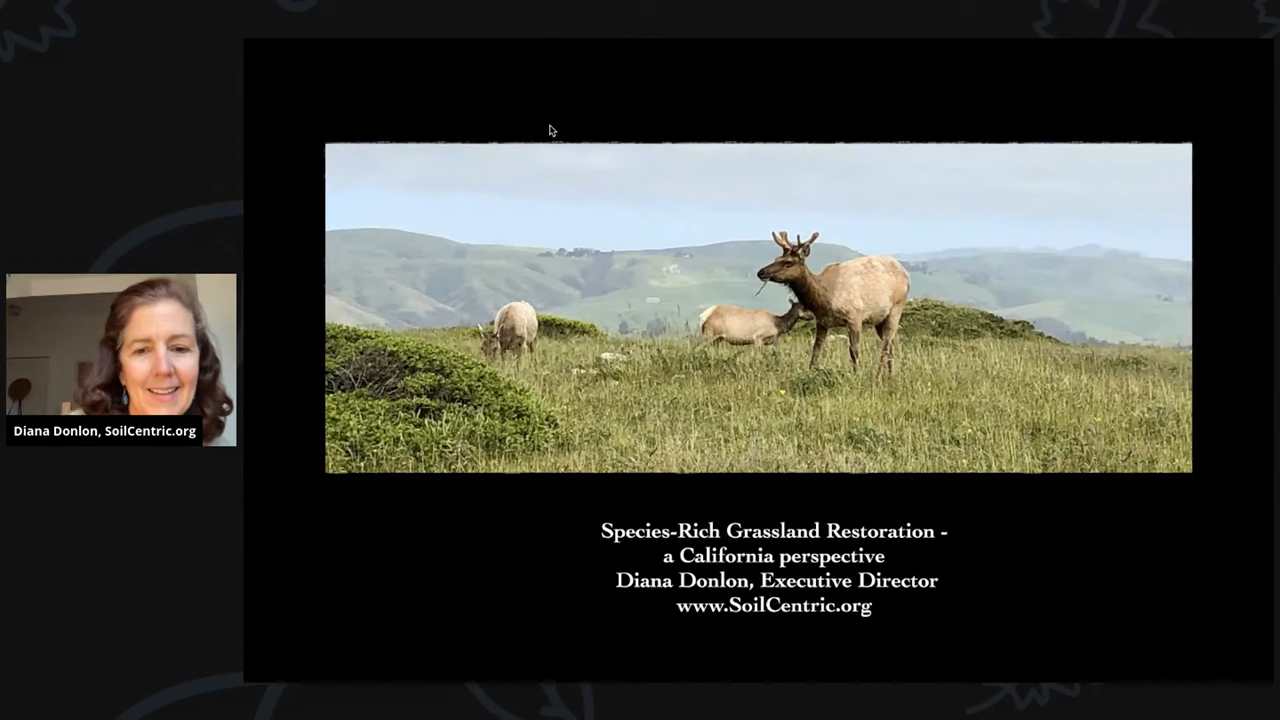 Diana Donlon, SoilCentric.org
Species-Rich Grassland Restoration -
a California perspective
Diana Donlon, Executive Director
www.SoilCentric.org